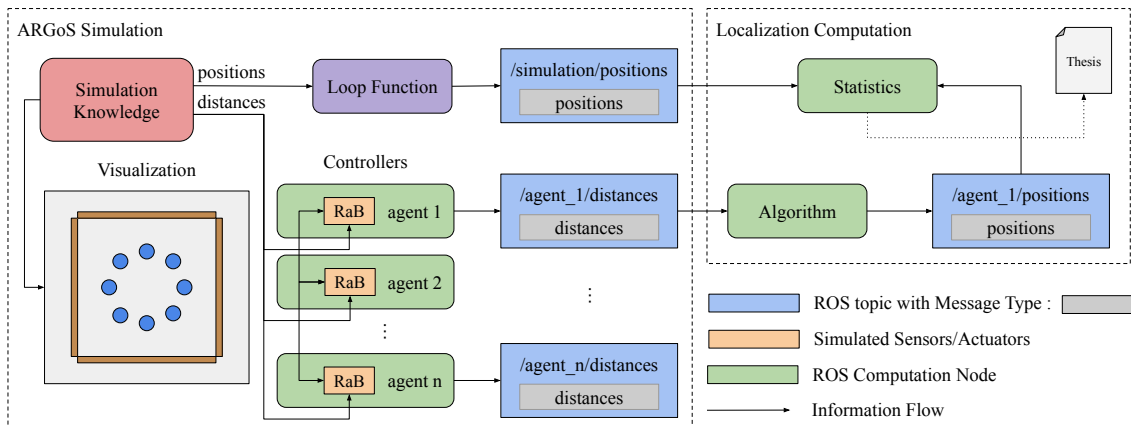 ARGoS Simulation
Simulation
Knowledge
positions
distances
Loop Function
/simulation/positions
positions
Visualization
Controllers
RaB
agent 1
RaB
agent 2
⋮
RaB
agent n
/agent_1/distances
distances
⋮
/agent_n/distances
distances
Localization Computation
Statistics
Thesis
Algorithm
/agent_1/positions
positions
ROS topic with Message Type :
Simulated Sensors/Actuators
ROS Computation Node
Information Flow